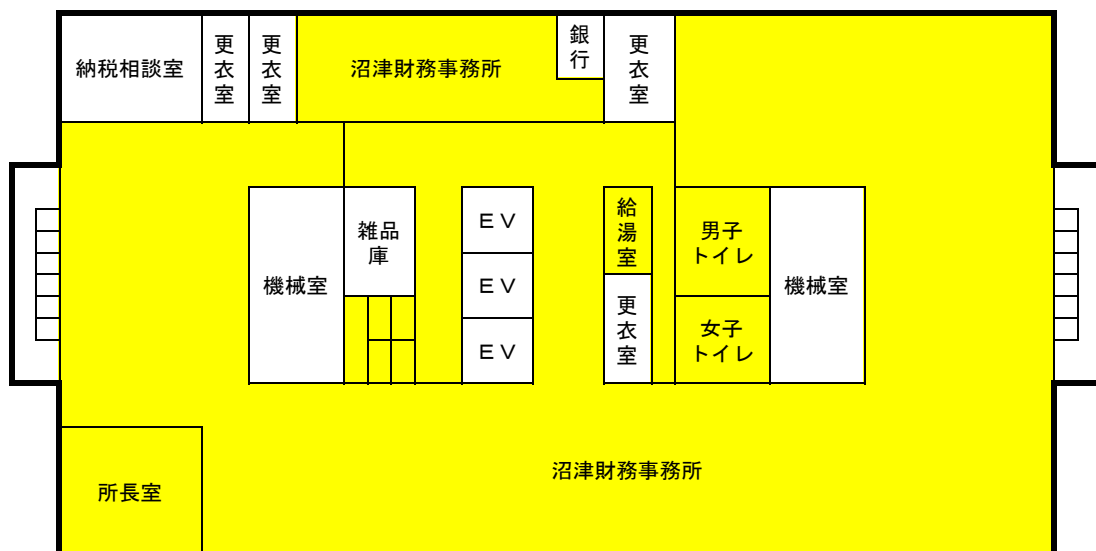 納税相談室
更衣室
更衣室
沼津財務事務所
銀行
更衣室
機械室
雑品
庫
ＥＶ
ＥＶ
ＥＶ
給湯室
更衣室
男子
トイレ
女子
トイレ
機械室
所長室
沼津財務事務所